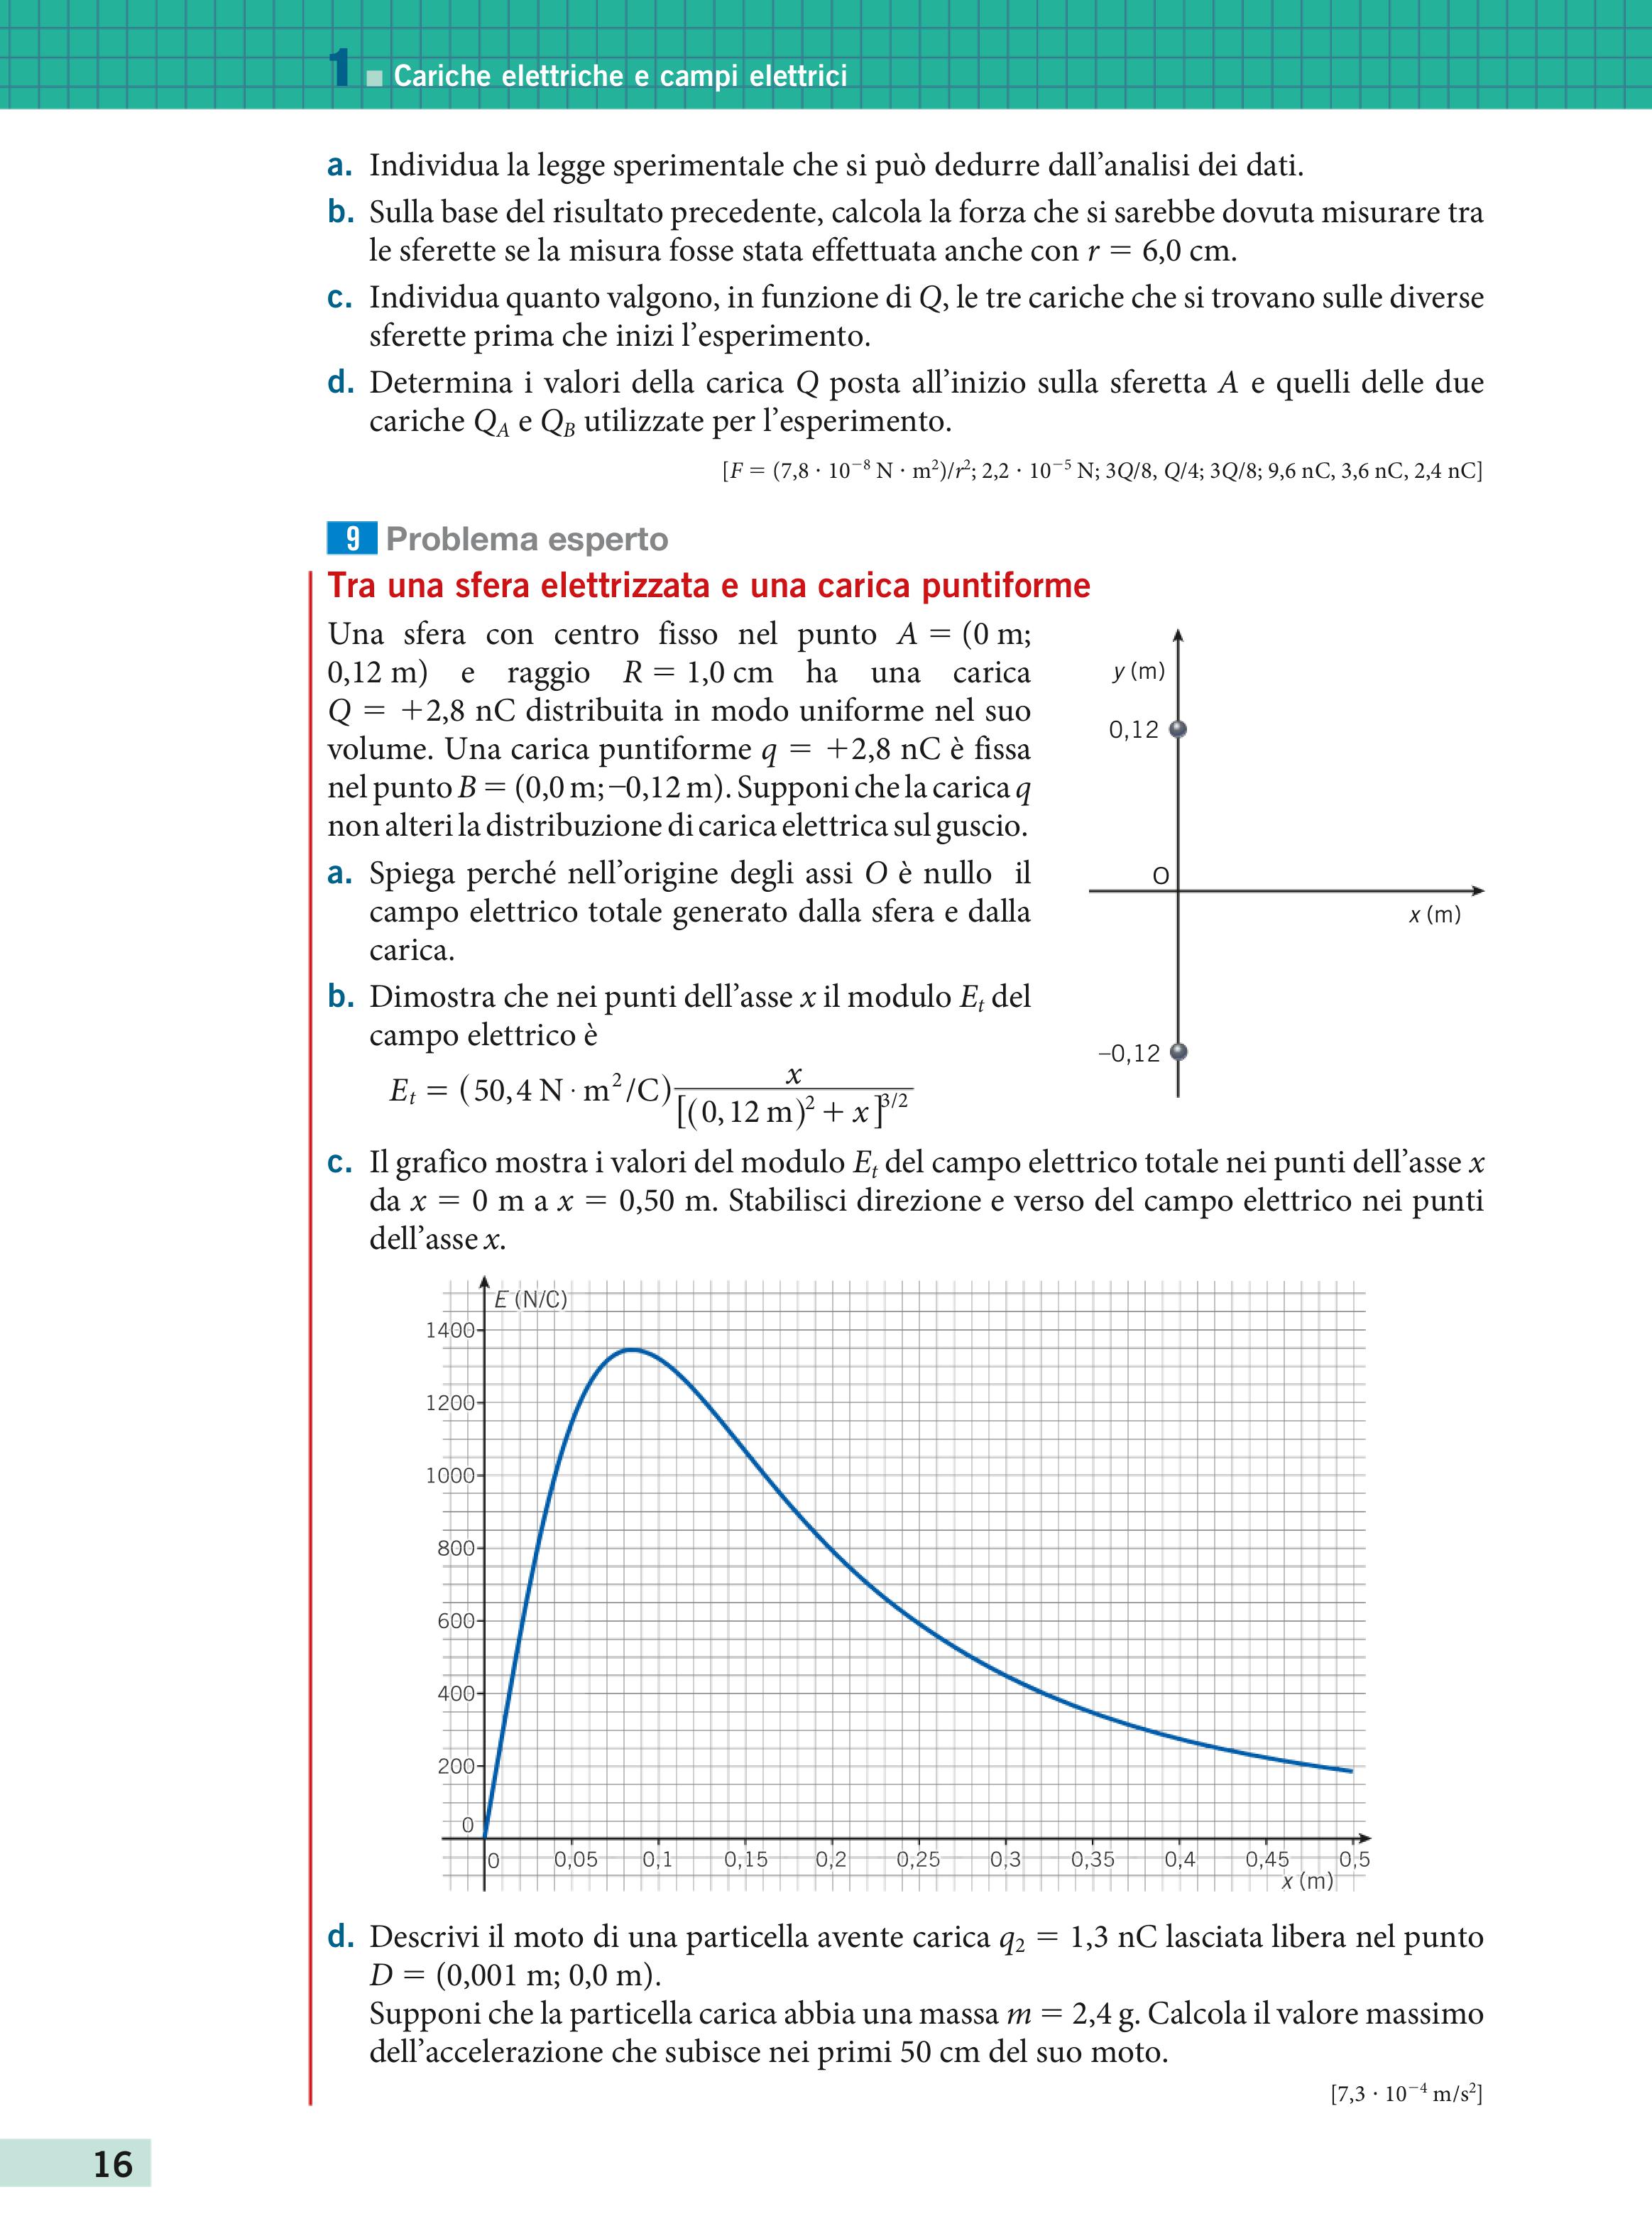 1 ■ Cariche elettriche e campi elettrici
a. Individua la legge sperimentale che si può dedurre dall'analisi dei dati.
b. Sulla base del risultato precedente, calcola la forza che si sarebbe dovuta misurare tra
le sferette se la misura fosse stata effettuata anche con r = 6,0 cm.
c. Individua quanto valgono, in funzione di Q, le tre cariche che si trovano sulle diverse
sferette prima che inizi l'esperimento.
d. Determina i valori della carica Q posta all'inizio sulla sferetta A e quelli delle due
cariche Q_A e Q_B utilizzate per l'esperimento.
[F = (7,8 · 10⁻⁸ N · m²)/r²; 2,2 · 10⁻⁵ N; 3Q/8, Q/4; 3Q/8; 9,6 nC, 3,6 nC, 2,4 nC]
9 Problema esperto
Tra una sfera elettrizzata e una carica puntiforme
Una sfera con centro fisso nel punto A = (0 m;
0,12 m) e raggio R = 1,0 cm ha una carica
Q = +2,8 nC distribuita in modo uniforme nel suo
volume. Una carica puntiforme q = +2,8 nC è fissa
nel punto B = (0,0 m; −0,12 m). Supponi che la carica q
non alteri la distribuzione di carica elettrica sul guscio.
a. Spiega perché nell'origine degli assi O è nullo il
campo elettrico totale generato dalla sfera e dalla
carica.
b. Dimostra che nei punti dell'asse x il modulo E_t del
campo elettrico è
E_t = (50,4 N · m²/C) x / [(0,12 m)² + x]^3/2
y (m)
0,12
O
x (m)
−0,12
c. Il grafico mostra i valori del modulo E_t del campo elettrico totale nei punti dell'asse x
da x = 0 m a x = 0,50 m. Stabilisci direzione e verso del campo elettrico nei punti
dell'asse x.
E (N/C)
1400
1200
1000
800
600
400
200
0
0 0,05 0,1 0,15 0,2 0,25 0,3 0,35 0,4 0,45 0,5
x (m)
d. Descrivi il moto di una particella avente carica q₂ = 1,3 nC lasciata libera nel punto
D = (0,001 m; 0,0 m).
Supponi che la particella carica abbia una massa m = 2,4 g. Calcola il valore massimo
dell'accelerazione che subisce nei primi 50 cm del suo moto.
[7,3 · 10⁻⁴ m/s²]
16